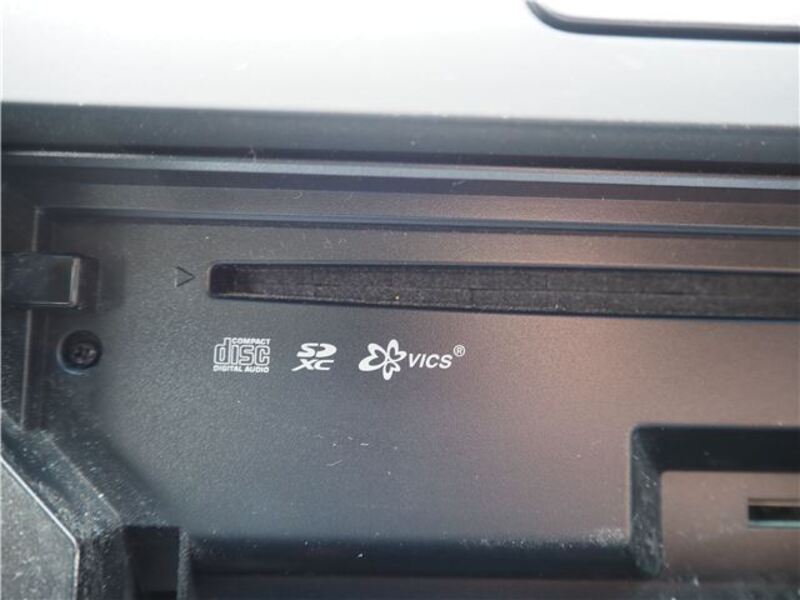 COMPACT
disc
DIGITAL AUDIO
SD
XC
VICS®